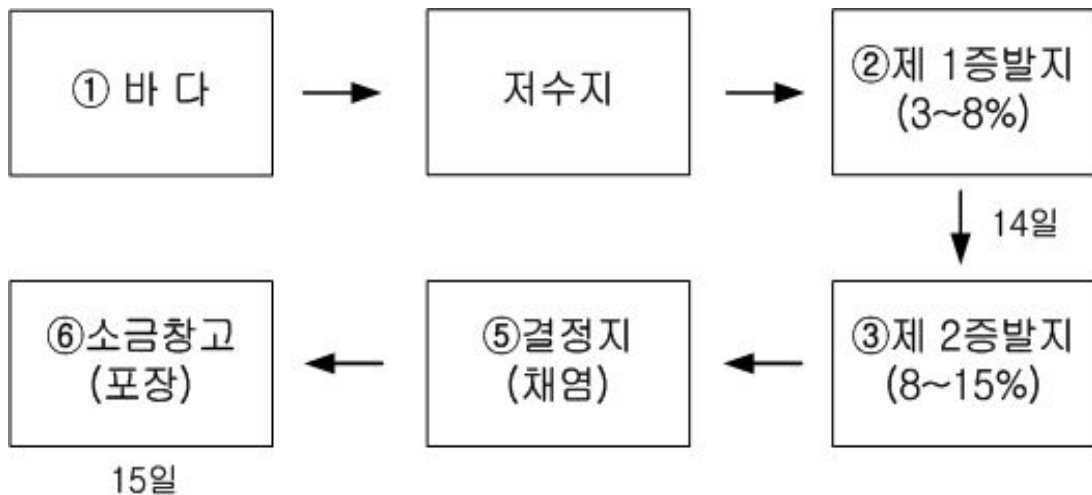 ① 바 다
저수지
②제 1증발지
(3~8%)
14일
③제 2증발지
(8~15%)
⑤결정지
(채염)
⑥소금창고
(포장)
15일